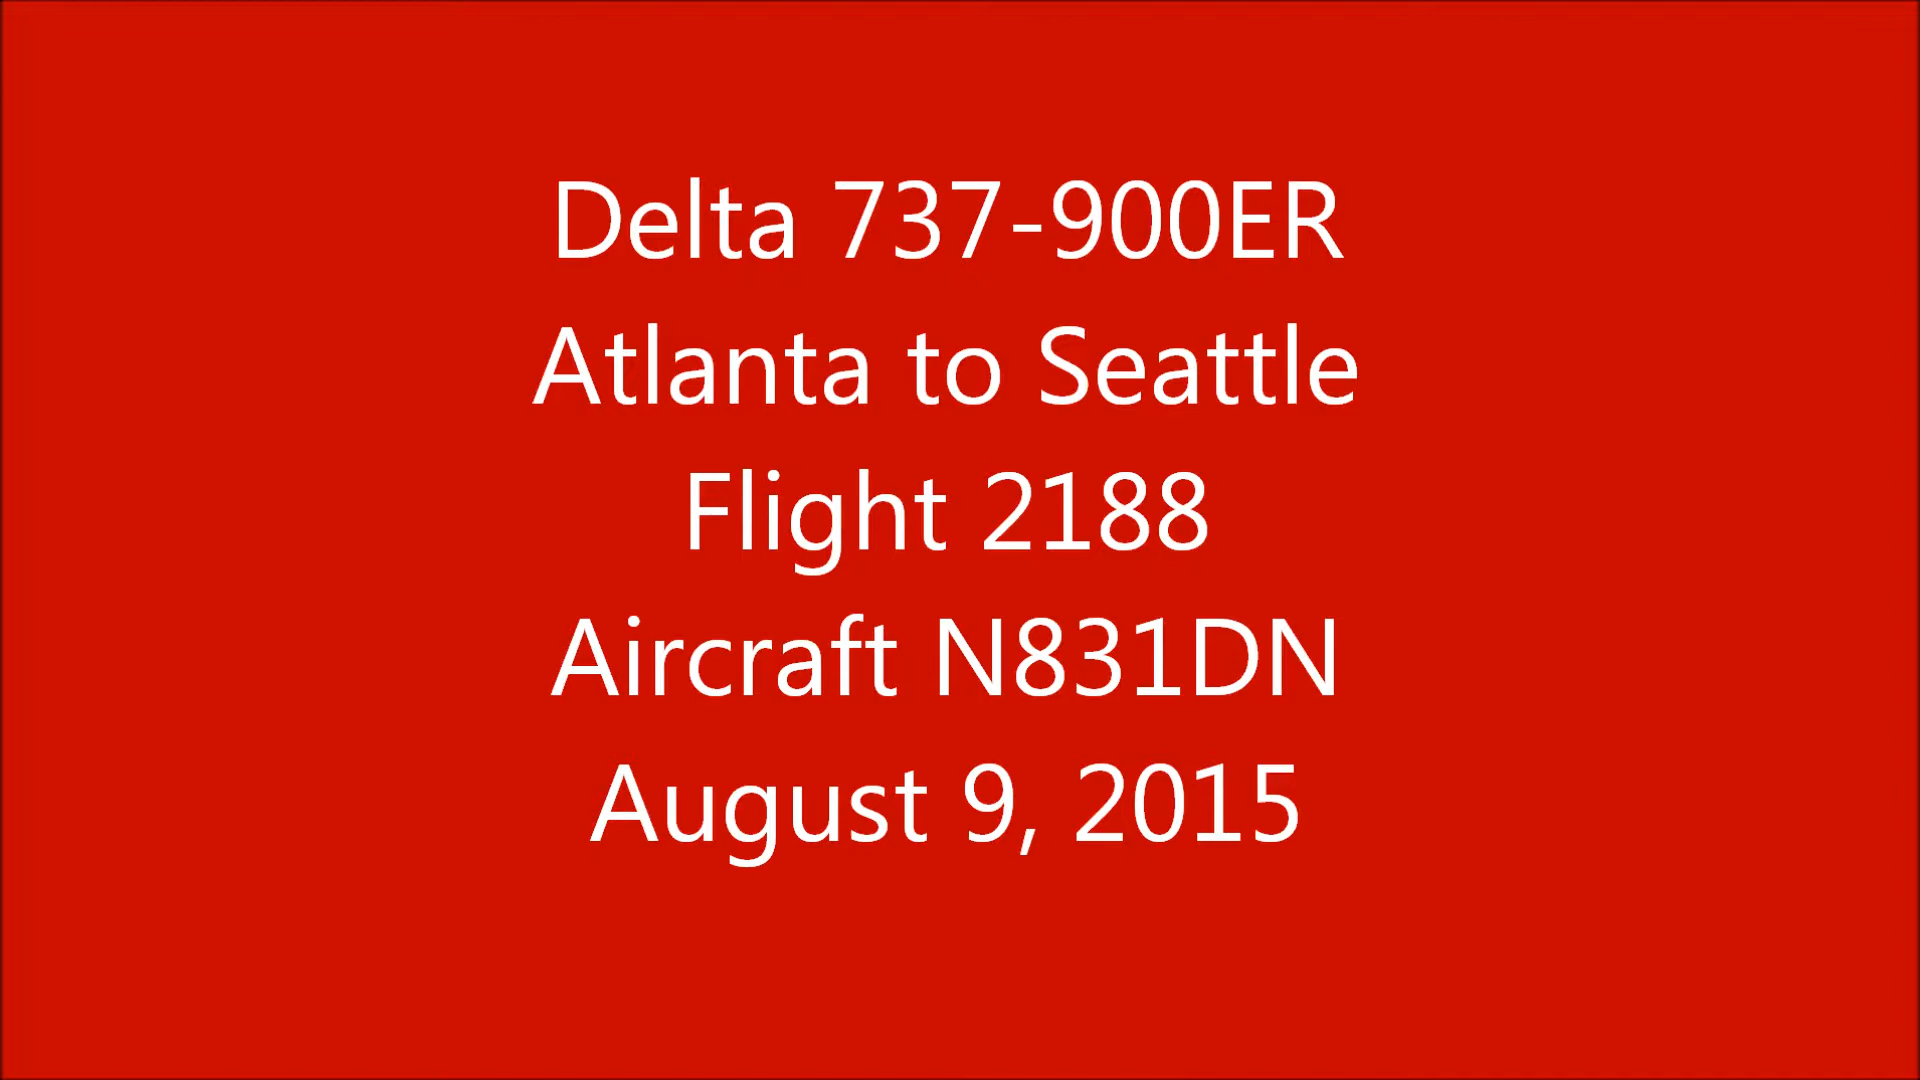 Delta 737-900ER
Atlanta to Seattle
Flight 2188
Aircraft N831DN
August 9, 2015